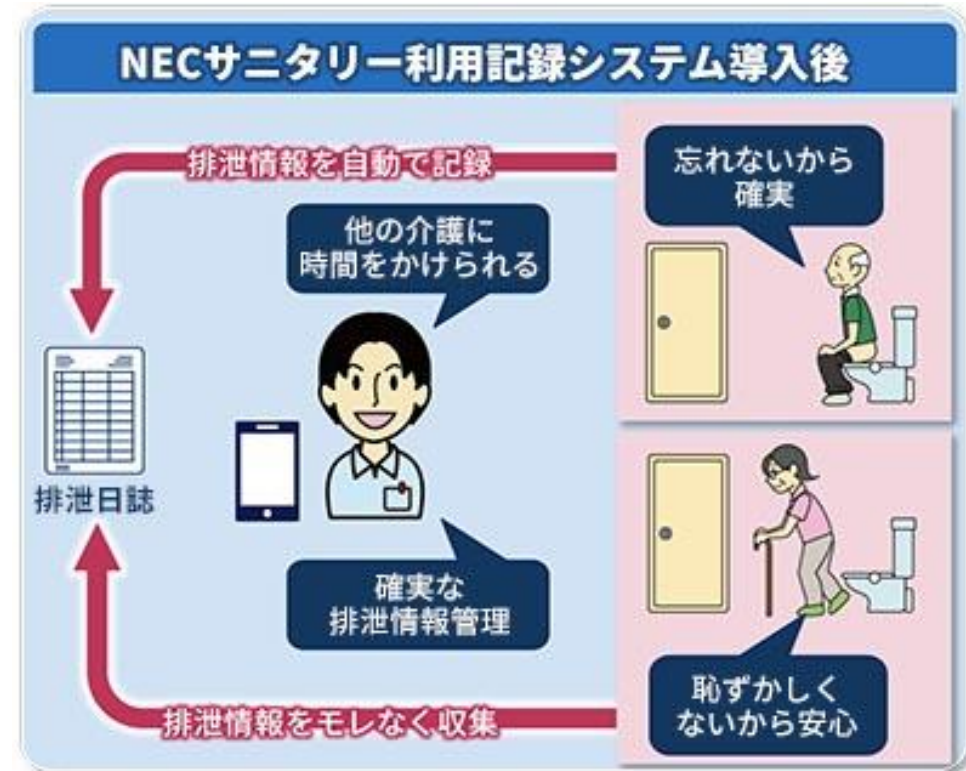 NECサニタリー利用記録システム導入後
排泄情報を自動で記録
忘れないから
確実
他の介護に
時間をかけられる
排泄日誌
確実な
排泄情報管理
恥ずかしく
ないから安心
排泄情報をモレなく収集